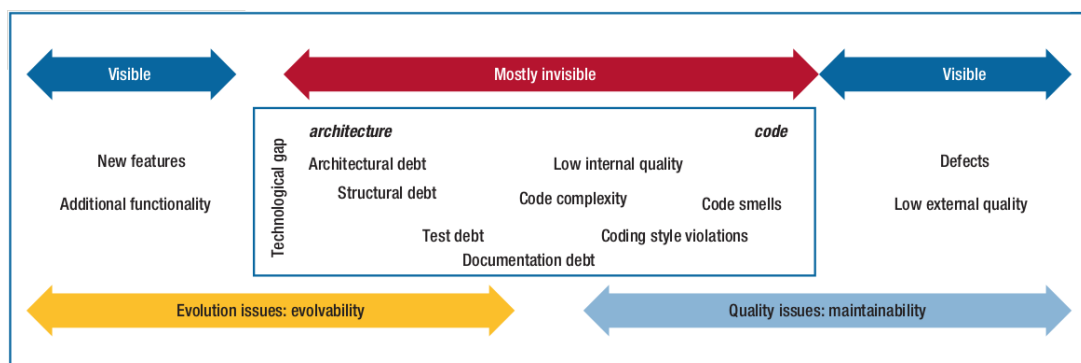 Visible
Mostly invisible
Visible
New features
Additional functionality
Technological gap
architecture
code
Architectural debt
Low internal quality
Structural debt
Code complexity
Code smells
Test debt
Coding style violations
Documentation debt
Defects
Low external quality
Evolution issues: evolvability
Quality issues: maintainability